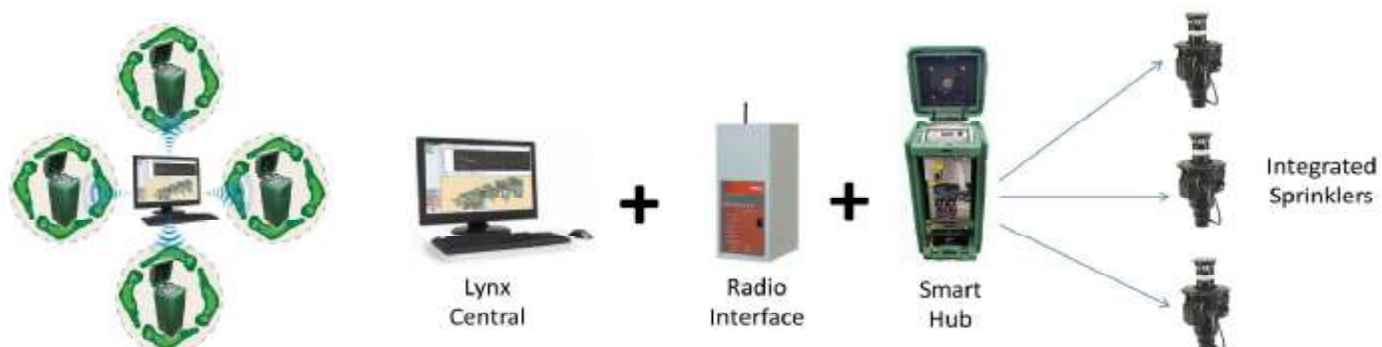 Lynx
Central
+
Radio
Interface
+
Smart
Hub
Integrated
Sprinklers